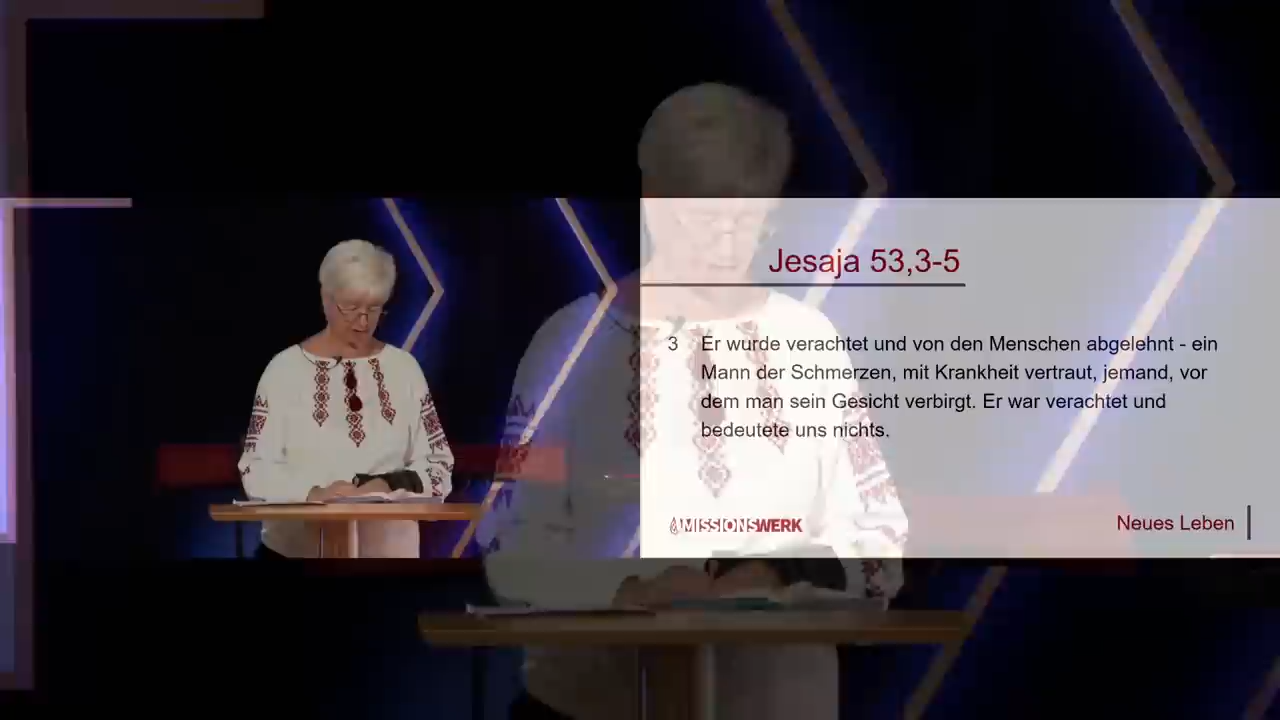 Jesaja 53,3-5
3 Er wurde verachtet und von den Menschen abgelehnt - ein
Mann der Schmerzen, mit Krankheit vertraut, jemand, vor
dem man sein Gesicht verbirgt. Er war verachtet und
bedeutete uns nichts.
MISSIONSWERK
Neues Leben